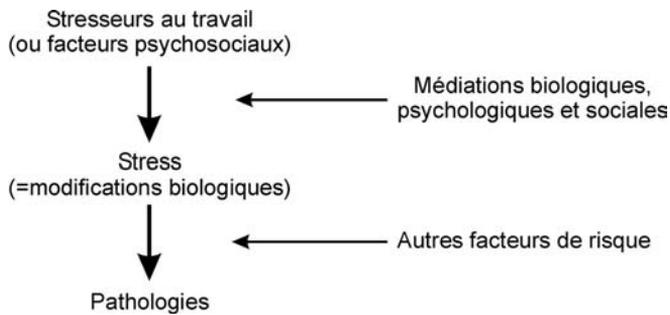 Stresseurs au travail
(ou facteurs psychosociaux)
Médiations biologiques,
psychologiques et sociales
Stress
(=modifications biologiques)
Autres facteurs de risque
Pathologies